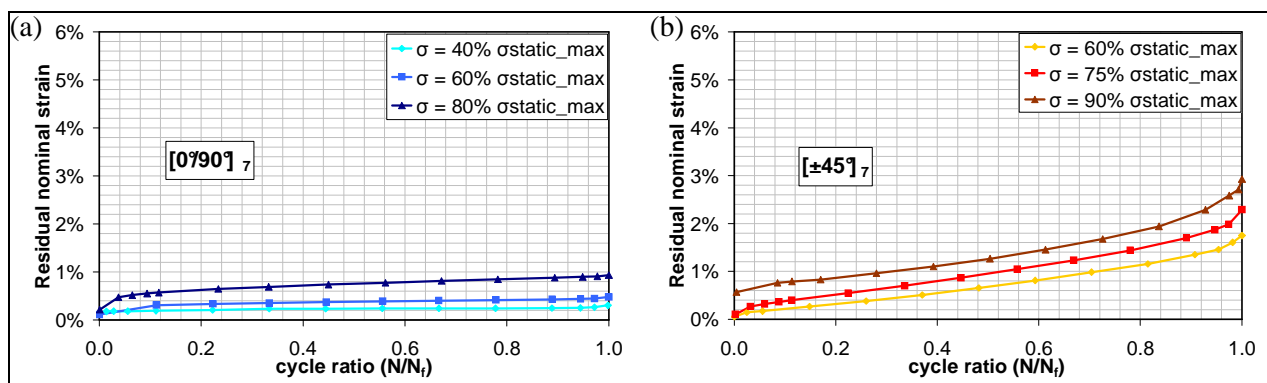 (a)
Residual nominal strain
6%
5%
4%
3%
2%
1%
0%
σ = 40% σstatic_max
σ = 60% σstatic_max
σ = 80% σstatic_max
[0°/90°] 7
0.0 0.2 0.4 0.6 0.8 1.0
cycle ratio (N/Nf)
(b)
Residual nominal strain
6%
5%
4%
3%
2%
1%
0%
σ = 60% σstatic_max
σ = 75% σstatic_max
σ = 90% σstatic_max
[±45°] 7
0.0 0.2 0.4 0.6 0.8 1.0
cycle ratio (N/Nf)